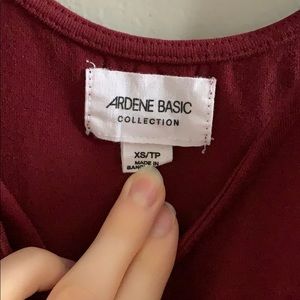 ARDENE BASIC
COLLECTION
XS/TP
MADE IN